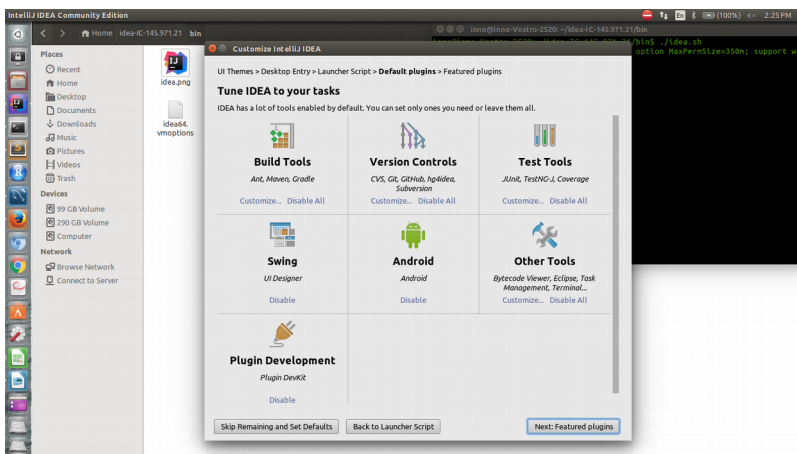 IntelliJ IDEA Community Edition
En
(100%)
2:25 PM
Home
idea-IC-145.971.21
bin
inno@inno-Vostro-2520: ~/idea-IC-145.971.21/bin
Places
Recent
Home
Desktop
Documents
Downloads
Music
Pictures
Videos
Trash
Devices
99 GB Volume
290 GB Volume
Computer
Network
Browse Network
Connect to Server
idea.png
idea64.
vmoptions
/bin$ ./idea.sh
option MaxPermSize=350m; support w
Customize IntelliJ IDEA
UI Themes > Desktop Entry > Launcher Script > Default plugins > Featured
plugins
Tune IDEA to your tasks
IDEA has a lot of tools enabled by default. You can set only ones you need or leave them all.
Build Tools
Ant, Maven, Gradle
Customize... Disable All
Version Controls
CVS, Git, GitHub, hg4idea,
Subversion
Customize... Disable All
Test Tools
JUnit, TestNG-J, Coverage
Customize... Disable All
Swing
UI Designer
Disable
Android
Android
Disable
Other Tools
Bytecode Viewer, Eclipse, Task
Management, Terminal...
Customize... Disable All
Plugin Development
Plugin DevKit
Disable
Skip Remaining and Set Defaults
Back to Launcher Script
Next: Featured plugins